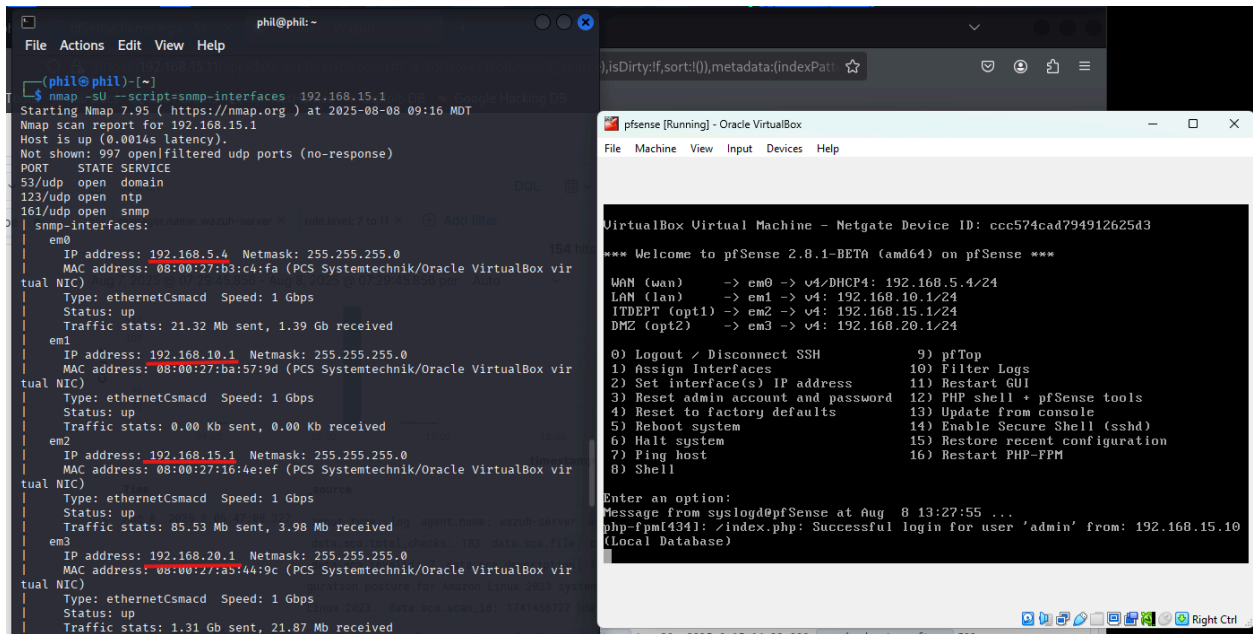 phil@phil: ~
File Actions Edit View Help
(phil㉿phil)-[~]
$ nmap -sU --script=snmp-interfaces 192.168.15.1
Starting Nmap 7.95 ( https://nmap.org ) at 2025-08-08 09:16 MDT
Nmap scan report for 192.168.15.1
Host is up (0.0014s latency).
Not shown: 997 open|filtered udp ports (no-response)
PORT STATE SERVICE
53/udp open domain
123/udp open ntp
161/udp open snmp
| snmp-interfaces:
| em0
| IP address: 192.168.5.4 Netmask: 255.255.255.0
| MAC address: 08:00:27:b3:c4:fa (PCS Systemtechnik/Oracle VirtualBox vir
tual NIC)
| Type: ethernetCsmacd Speed: 1 Gbps
| Status: up
| Traffic stats: 21.32 Mb sent, 1.39 Gb received
| em1
| IP address: 192.168.10.1 Netmask: 255.255.255.0
| MAC address: 08:00:27:ba:57:9d (PCS Systemtechnik/Oracle VirtualBox vir
tual NIC)
| Type: ethernetCsmacd Speed: 1 Gbps
| Status: up
| Traffic stats: 0.00 Kb sent, 0.00 Kb received
| em2
| IP address: 192.168.15.1 Netmask: 255.255.255.0
| MAC address: 08:00:27:16:4e:ef (PCS Systemtechnik/Oracle VirtualBox vir
tual NIC)
| Type: ethernetCsmacd Speed: 1 Gbps
| Status: up
| Traffic stats: 85.53 Mb sent, 3.98 Mb received
| em3
| IP address: 192.168.20.1 Netmask: 255.255.255.0
| MAC address: 08:00:27:a5:44:9c (PCS Systemtechnik/Oracle VirtualBox vir
tual NIC)
| Type: ethernetCsmacd Speed: 1 Gbps
| Status: up
| Traffic stats: 1.31 Gb sent, 21.87 Mb received
),isDirty:!f,sort:!()),metadata:(indexPatt
pfsense [Running] - Oracle VirtualBox
File Machine View Input Devices Help
VirtualBox Virtual Machine - Netgate Device ID: ccc574cad79491262 5d3
*** Welcome to pfSense 2.8.1-BETA (amd64) on pfSense ***
WAN (wan) -> em0 -> v4/DHCP4: 192.168.5.4/24
LAN (lan) -> em1 -> v4: 192.168.10.1/24
ITDEPT (opt1) -> em2 -> v4: 192.168.15.1/24
DMZ (opt2) -> em3 -> v4: 192.168.20.1/24
0) Logout / Disconnect SSH 9) pfTop
1) Assign Interfaces 10) Filter Logs
2) Set interface(s) IP address 11) Restart GUI
3) Reset admin account and password 12) PHP shell + pfSense tools
4) Reset to factory defaults 13) Update from console
5) Reboot system 14) Enable Secure Shell (sshd)
6) Halt system 15) Restore recent configuration
7) Ping host 16) Restart PHP-FPM
8) Shell
Enter an option:
Message from syslogd@pfSense at Aug 8 13:27:55 ...
php-fpm[434]: /index.php: Successful login for user 'admin' from: 192.168.15.10
(Local Database)
Right Ctrl